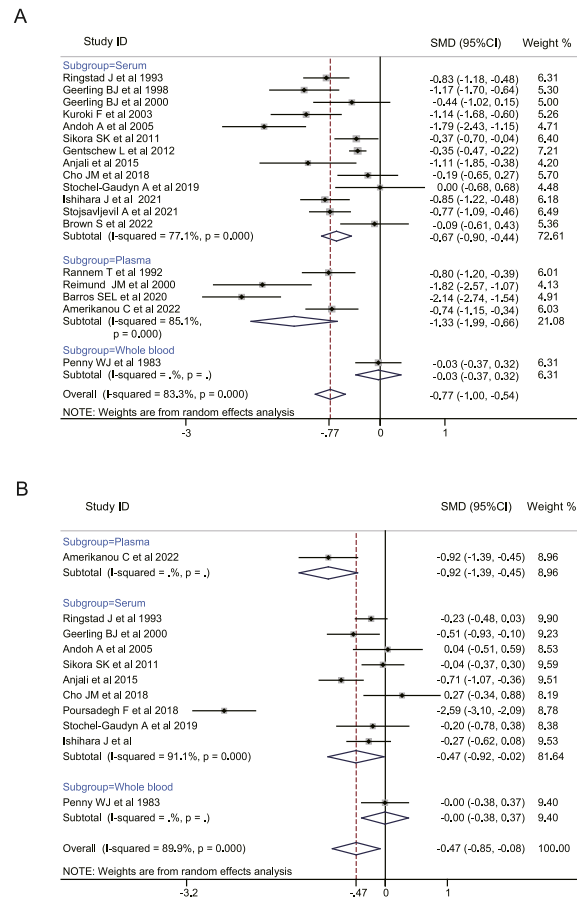 A
Study ID SMD (95%CI) Weight %
Subgroup=Serum
Ringstad J et al 1993 -0.83 (-1.18, -0.48) 6.31
Geerling BJ et al 1998 -1.17 (-1.70, -0.64) 5.30
Geerling BJ et al 2000 -0.44 (-1.02, 0.15) 5.00
Kuroki F et al 2003 -1.14 (-1.68, -0.60) 5.26
Andoh A et al 2005 -1.79 (-2.43, -1.15) 4.71
Sikora SK et al 2011 -0.37 (-0.70, -0.04) 6.40
Gentschew L et al 2012 -0.35 (-0.47, -0.22) 7.21
Anjali et al 2015 -1.11 (-1.85, -0.38) 4.20
Cho JM et al 2018 -0.19 (-0.65, 0.27) 5.70
Stochel-Gaudyn A et al 2019 0.00 (-0.68, 0.68) 4.48
Ishihara J et al 2021 -0.85 (-1.22, -0.48) 6.18
Stojsavljevil A et al 2021 -0.77 (-1.09, -0.46) 6.49
Brown S et al 2022 -0.09 (-0.61, 0.43) 5.36
Subtotal (I-squared = 77.1%, p = 0.000) -0.67 (-0.90, -0.44) 72.61
Subgroup=Plasma
Rannem T et al 1992 -0.80 (-1.20, -0.39) 6.01
Reimund JM et al 2000 -1.82 (-2.57, -1.07) 4.13
Barros SEL et al 2020 -2.14 (-2.74, -1.54) 4.91
Amerikanou C et al 2022 -0.74 (-1.15, -0.34) 6.03
Subtotal (I-squared = 85.1%, -1.33 (-1.99, -0.66) 21.08
p = 0.000)
Subgroup=Whole blood
Penny WJ et al 1983 -0.03 (-0.37, 0.32) 6.31
Subtotal (I-squared = .%, p = .) -0.03 (-0.37, 0.32) 6.31
Overall (I-squared = 83.3%, p = 0.000) -0.77 (-1.00, -0.54)
NOTE: Weights are from random effects analysis
-3 -.77 0 1
B
Study ID SMD (95%CI) Weight %
Subgroup=Plasma
Amerikanou C et al 2022 -0.92 (-1.39, -0.45) 8.96
Subtotal (I-squared = .%, p = .) -0.92 (-1.39, -0.45) 8.96
Subgroup=Serum
Ringstad J et al 1993 -0.23 (-0.48, 0.03) 9.90
Geerling BJ et al 2000 -0.51 (-0.93, -0.10) 9.23
Andoh A et al 2005 0.04 (-0.51, 0.59) 8.53
Sikora SK et al 2011 -0.04 (-0.37, 0.30) 9.59
Anjali et al 2015 -0.71 (-1.07, -0.36) 9.51
Cho JM et al 2018 0.27 (-0.34, 0.88) 8.19
Poursadegh F et al 2018 -2.59 (-3.10, -2.09) 8.78
Stochel-Gaudyn A et al 2019 -0.20 (-0.78, 0.38) 8.38
Ishihara J et al -0.27 (-0.62, 0.08) 9.53
Subtotal (I-squared = 91.1%, p = 0.000) -0.47 (-0.92, -0.02) 81.64
Subgroup=Whole blood
Penny WJ et al 1983 -0.00 (-0.38, 0.37) 9.40
Subtotal (I-squared = .%, p = .) -0.00 (-0.38, 0.37) 9.40
Overall (I-squared = 89.9%, p = 0.000) -0.47 (-0.85, -0.08) 100.00
NOTE: Weights are from random effects analysis
-3.2 -.47 0 1